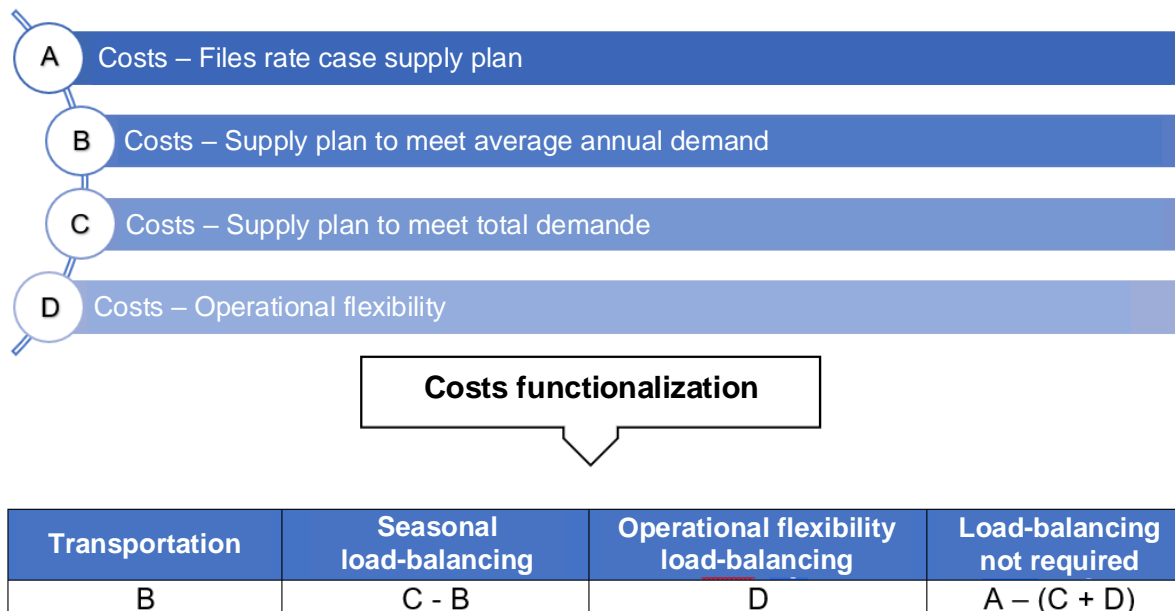 A Costs – Files rate case supply plan
B Costs – Supply plan to meet average annual demand
C Costs – Supply plan to meet total demande
D Costs – Operational flexibility
Costs functionalization
Transportation Seasonal load-balancing Operational flexibility load-balancing Load-balancing not required
B C - B D A – (C + D)